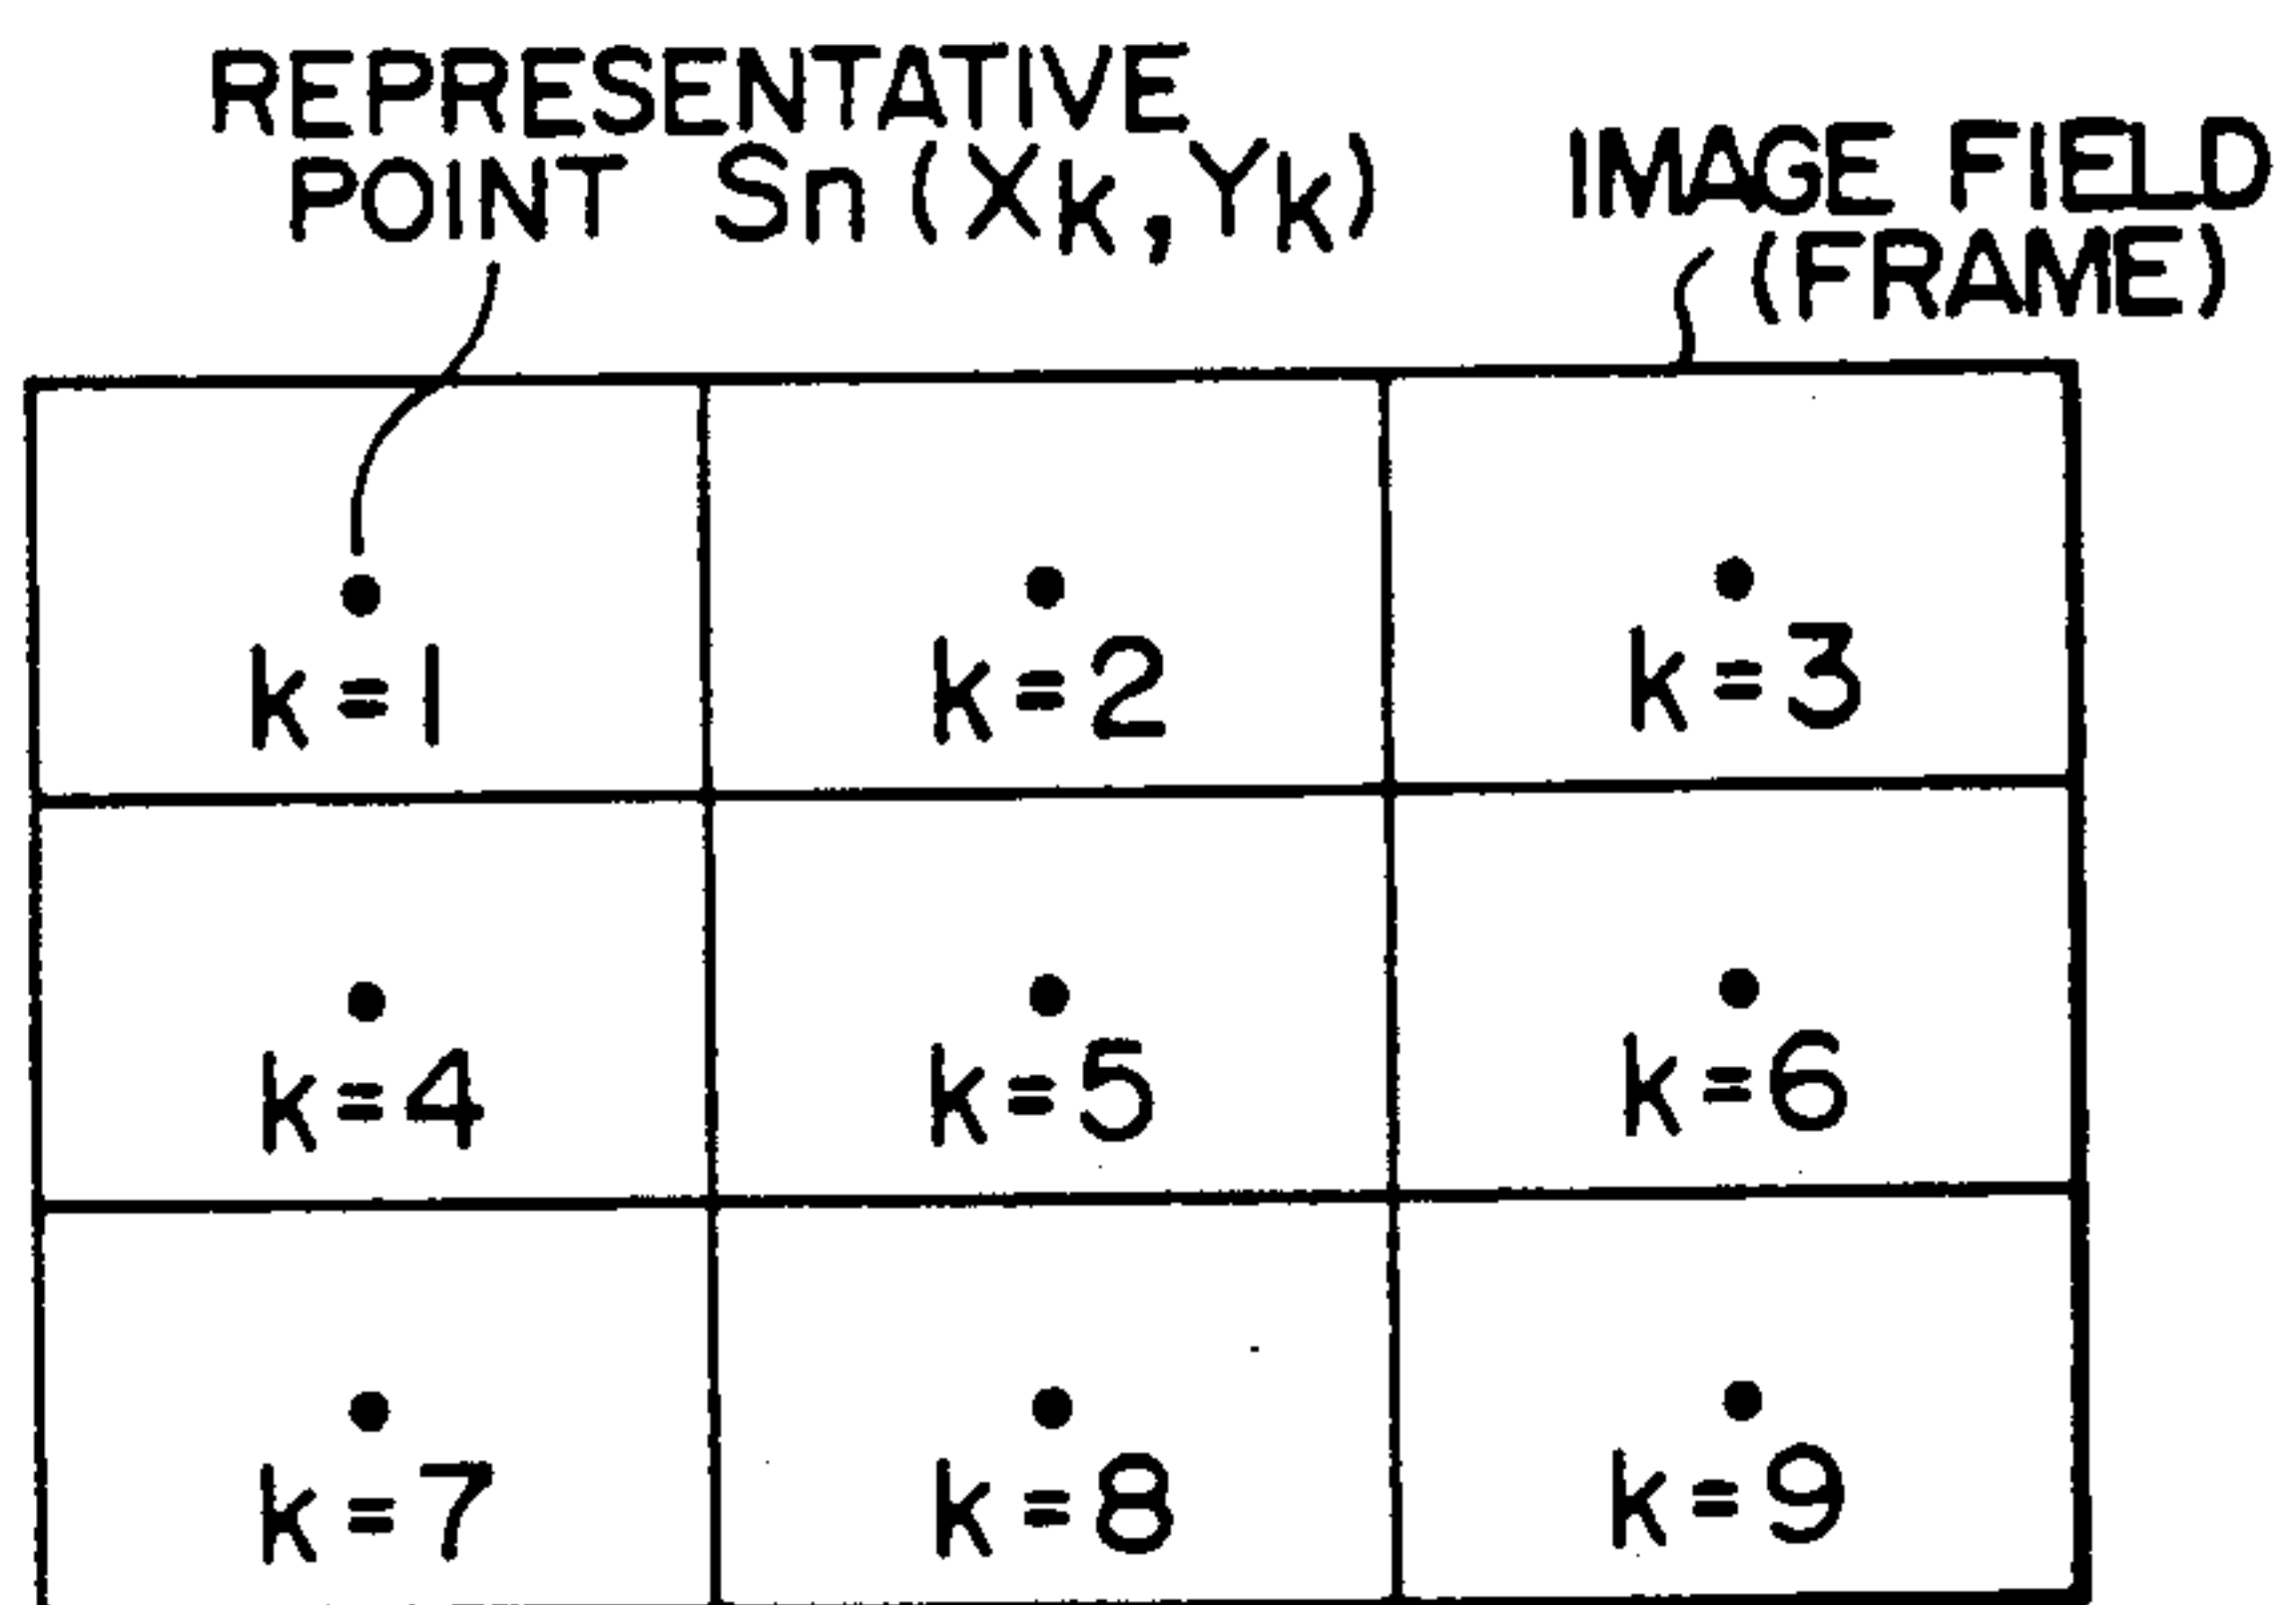 REPRESENTATIVE
POINT Sn (Xk, Yk)
IMAGE FIELD
(FRAME)
k=1
k=2
k=3
k=4
k=5
k=6
k=7
k=8
k=9